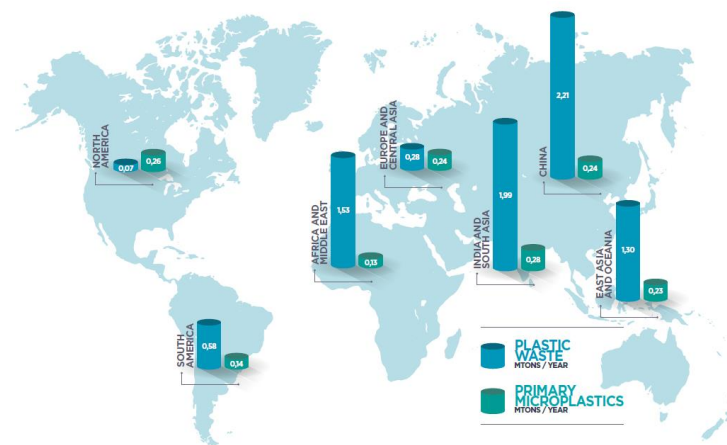 NORTH
AMERICA
0,07
0,26
SOUTH
AMERICA
0,58
0,14
AFRICA AND
MIDDLE EAST
1,53
0,13
EUROPE AND
CENTRAL ASIA
0,28
0,24
INDIA AND
SOUTH ASIA
1,99
0,28
CHINA
2,21
0,24
EAST ASIA
AND OCEANIA
1,30
0,23
PLASTIC
WASTE
MTONS / YEAR
PRIMARY
MICROPLASTICS
MTONS / YEAR